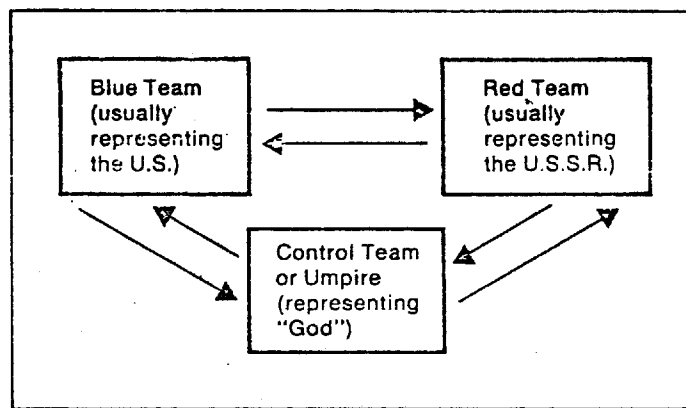 Blue Team
(usually
representing
the U.S.)
Red Team
(usually
representing
the U.S.S.R.)
Control Team
or Umpire
(representing
"God")